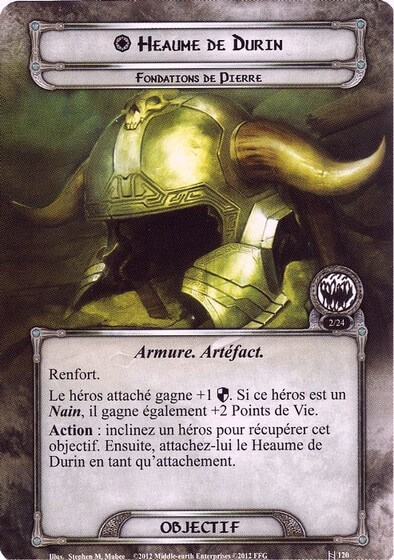 Heaume de Durin
Fondations de Pierre
2/24
Armure. Artéfact.
Renfort.
Le héros attaché gagne +1 . Si ce héros est un
Nain, il gagne également +2 Points de Vie.
Action : inclinez un héros pour récupérer cet
objectif. Ensuite, attachez-lui le Heaume de
Durin en tant qu'attachement.
OBJECTIF
Illus. Stephen M. Mabee ©2012 Middle-earth Enterprises ©2012 FFG 120